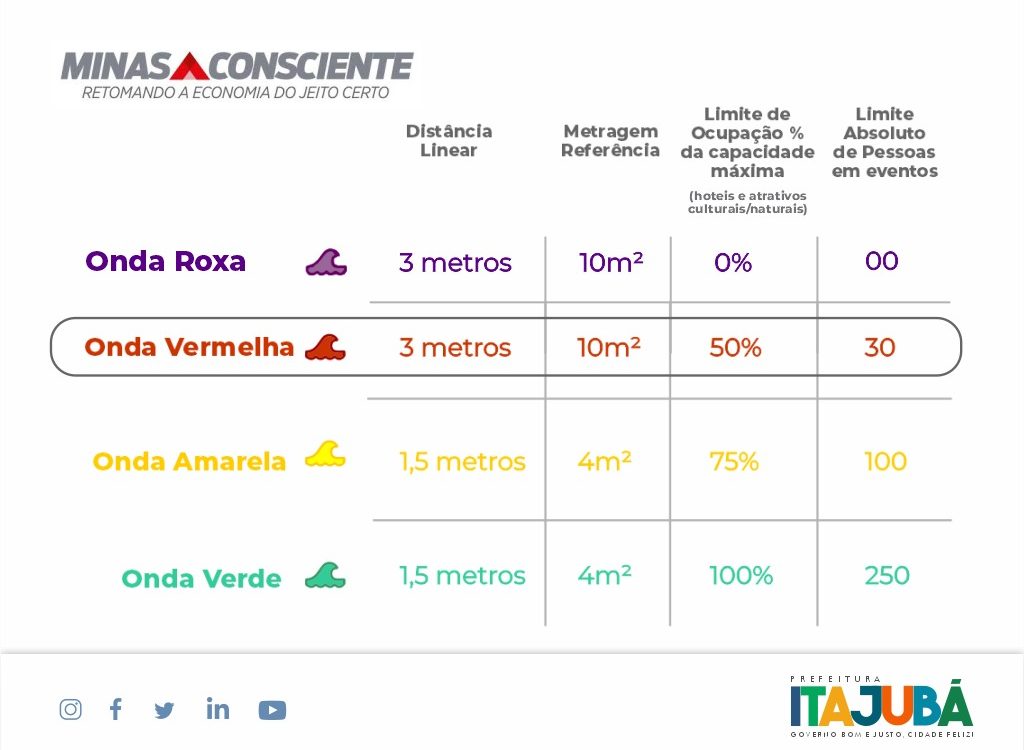 MINAS CONSCIENTE
RETOMANDO A ECONOMIA DO JEITO CERTO
Distância
Linear
Metragem
Referência
Limite de
Ocupação %
da capacidade
máxima
(hoteis e atrativos
culturais/naturais)
Limite
Absoluto
de Pessoas
em eventos
Onda Roxa 3 metros 10m² 0% 00
Onda Vermelha 3 metros 10m² 50% 30
Onda Amarela 1,5 metros 4m² 75% 100
Onda Verde 1,5 metros 4m² 100% 250
PREFEITURA
ITAJUBÁ
GOVERNO BOM E JUSTO, CIDADE FELIZ!